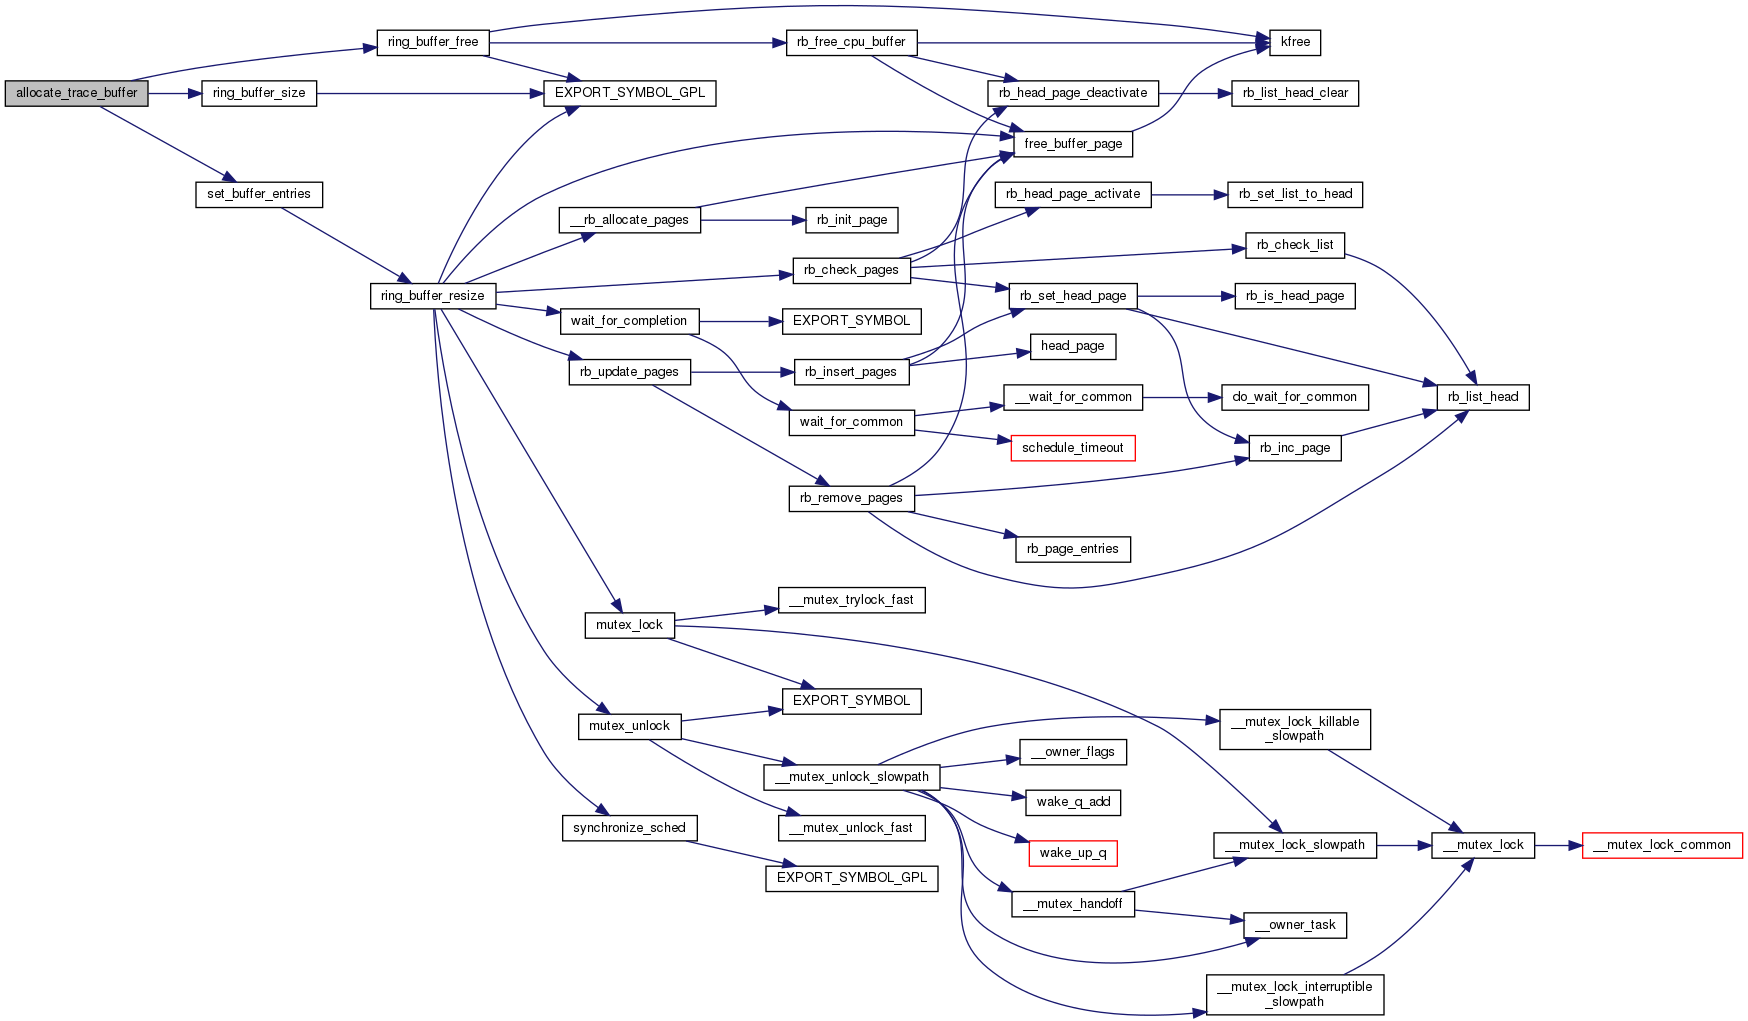 ring_buffer_free
rb_free_cpu_buffer
kfree
allocate_trace_buffer
ring_buffer_size
EXPORT_SYMBOL_GPL
rb_head_page_deactivate
rb_list_head_clear
free_buffer_page
set_buffer_entries
rb_head_page_activate
rb_set_list_to_head
__rb_allocate_pages
rb_init_page
rb_check_list
rb_check_pages
ring_buffer_resize
rb_set_head_page
rb_is_head_page
wait_for_completion
EXPORT_SYMBOL
head_page
rb_update_pages
rb_insert_pages
__wait_for_common
do_wait_for_common
rb_list_head
wait_for_common
schedule_timeout
rb_inc_page
rb_remove_pages
rb_page_entries
__mutex_trylock_fast
mutex_lock
EXPORT_SYMBOL
mutex_unlock
__mutex_lock_killable
_slowpath
__owner_flags
__mutex_unlock_slowpath
wake_q_add
synchronize_sched
__mutex_unlock_fast
wake_up_q
__mutex_lock_slowpath
__mutex_lock
__mutex_lock_common
EXPORT_SYMBOL_GPL
__mutex_handoff
__owner_task
__mutex_lock_interruptible
_slowpath